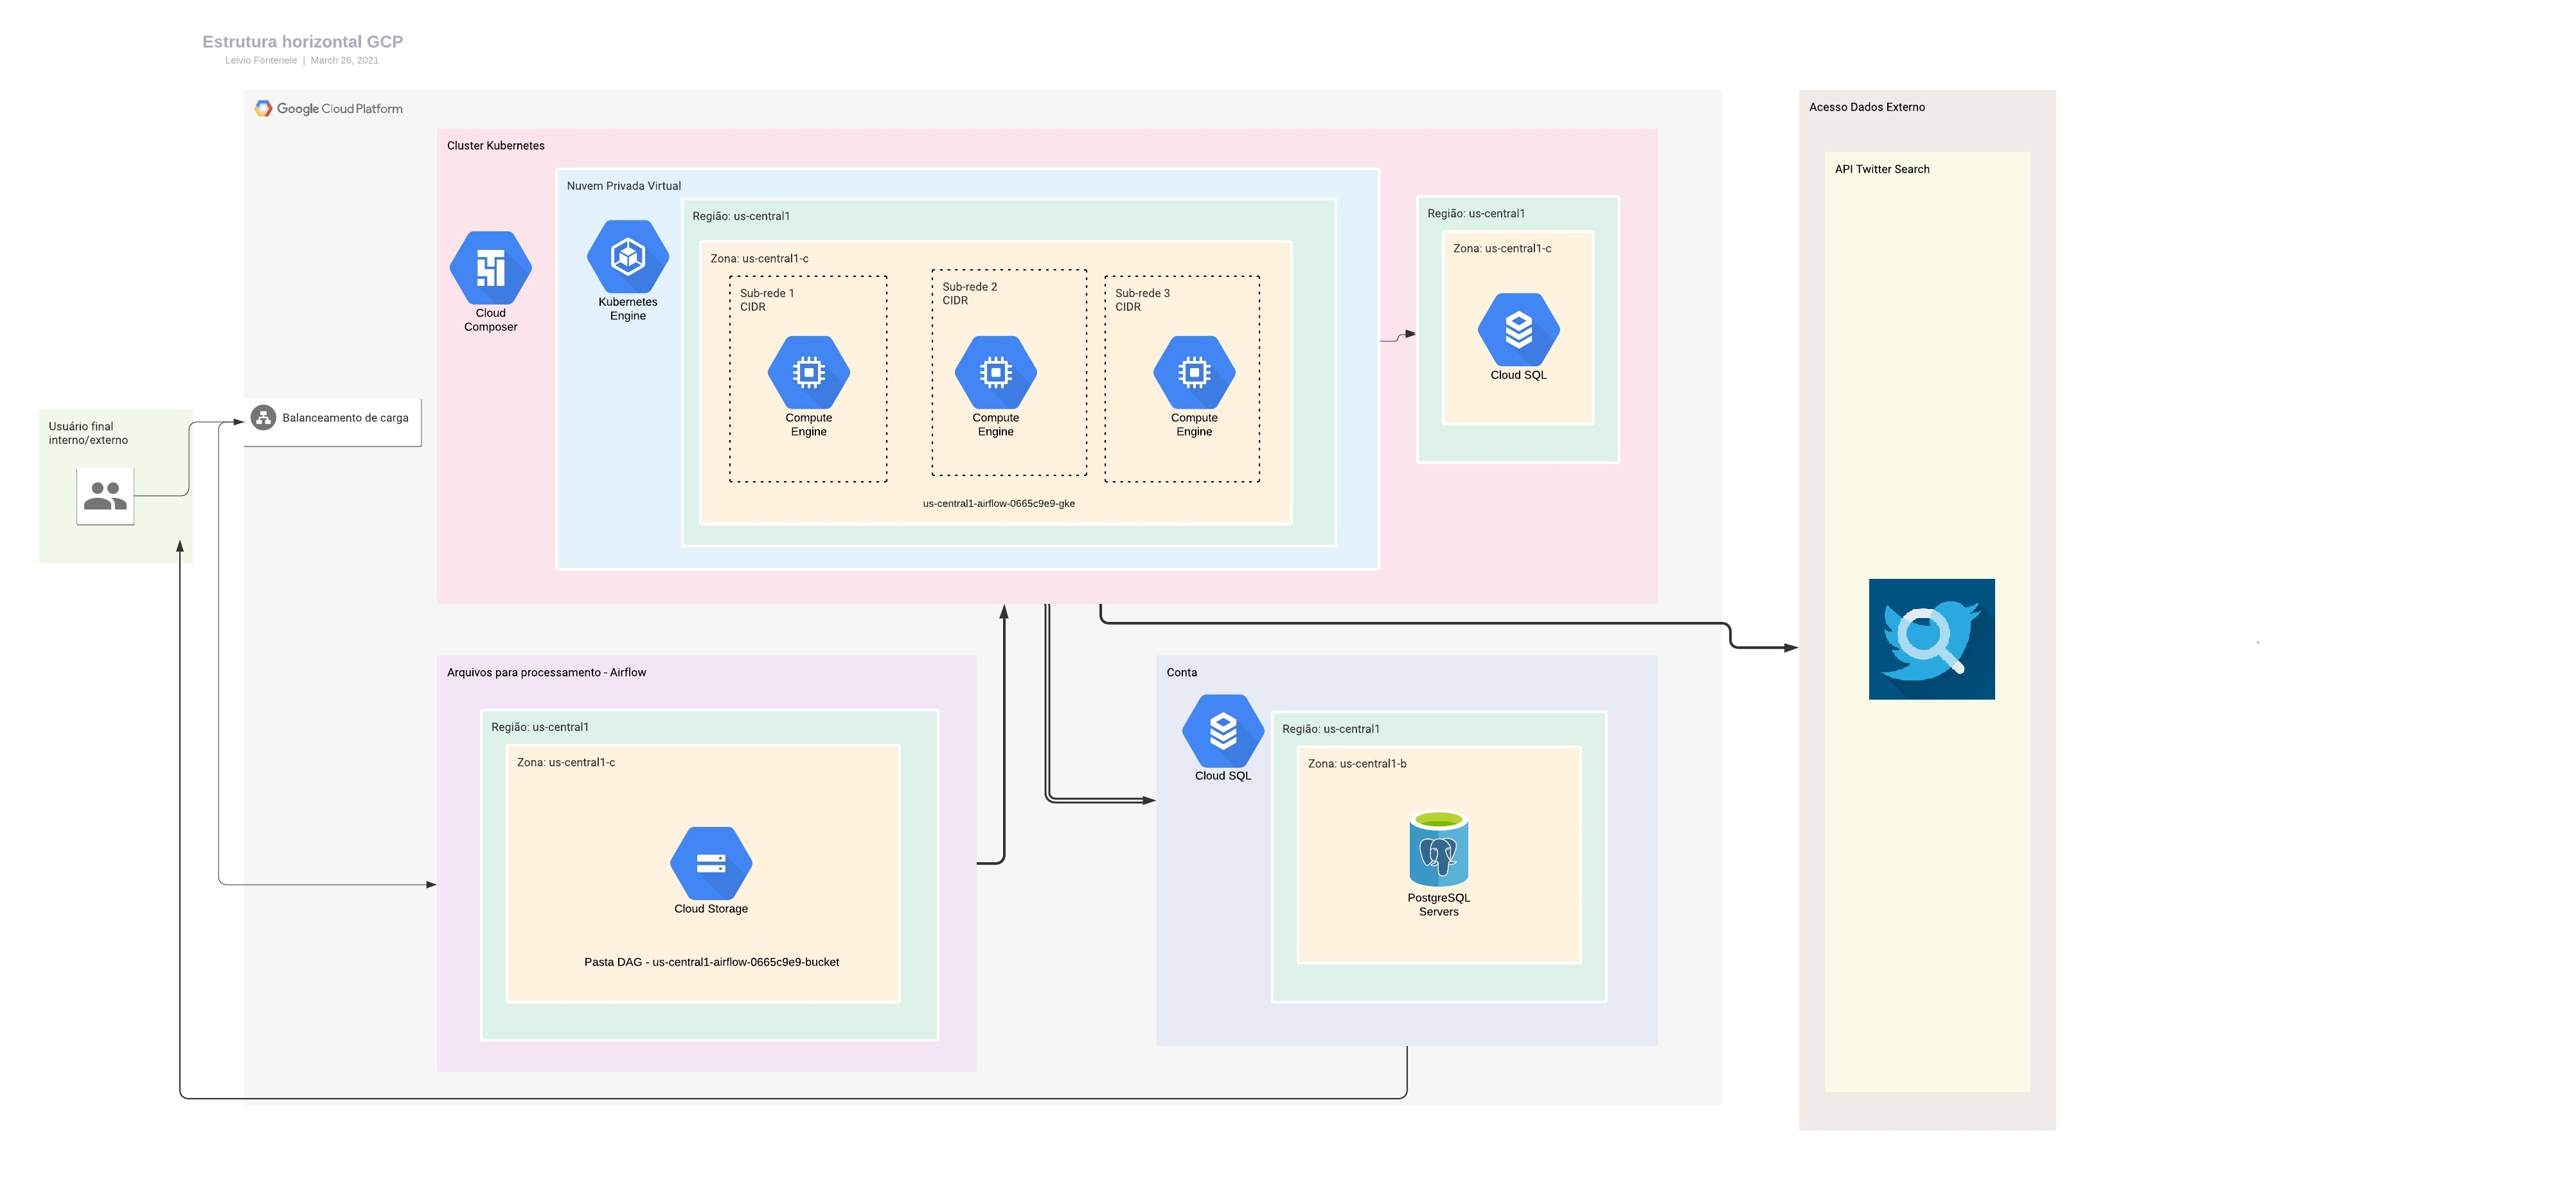 Estrutura horizontal GCP
Leivio Fontenele | March 26, 2021
Google Cloud Platform
Acesso Dados Externo
API Twitter Search
Cluster Kubernetes
Nuvem Privada Virtual
Região: us-central1
Zona: us-central1-c
Cloud
Composer
Kubernetes
Engine
Sub-rede 1
CIDR
Compute
Engine
Sub-rede 2
CIDR
Compute
Engine
Sub-rede 3
CIDR
Compute
Engine
us-central1-airflow-0665c9e9-gke
Região: us-central1
Zona: us-central1-c
Cloud SQL
Usuário final
interno/externo
Balanceamento de carga
Arquivos para processamento - Airflow
Região: us-central1
Zona: us-central1-c
Cloud Storage
Pasta DAG - us-central1-airflow-0665c9e9-bucket
Conta
Cloud SQL
Região: us-central1
Zona: us-central1-b
PostgreSQL
Servers